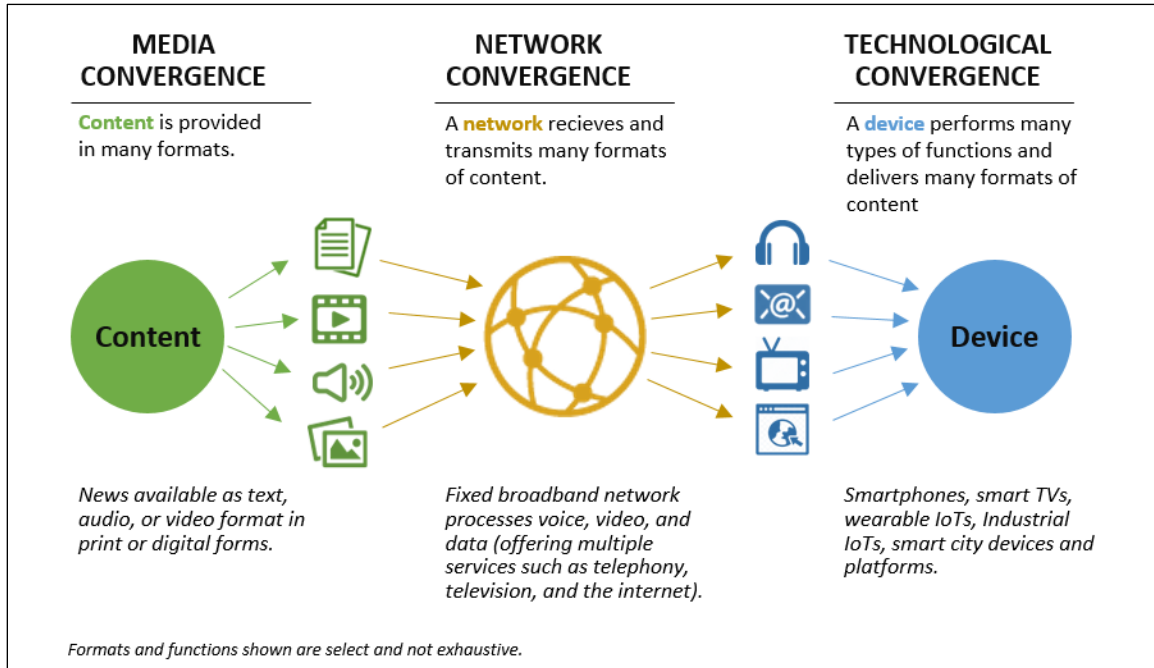 MEDIA
CONVERGENCE
Content is provided
in many formats.
NETWORK
CONVERGENCE
A network recieves and
transmits many formats
of content.
TECHNOLOGICAL
CONVERGENCE
A device performs many
types of functions and
delivers many formats of
content
Content
@
Device
News available as text,
audio, or video format in
print or digital forms.
Fixed broadband network
processes voice, video, and
data (offering multiple
services such as telephony,
television, and the internet).
Smartphones, smart TVs,
wearable IoTs, Industrial
IoTs, smart city devices and
platforms.
Formats and functions shown are select and not exhaustive.